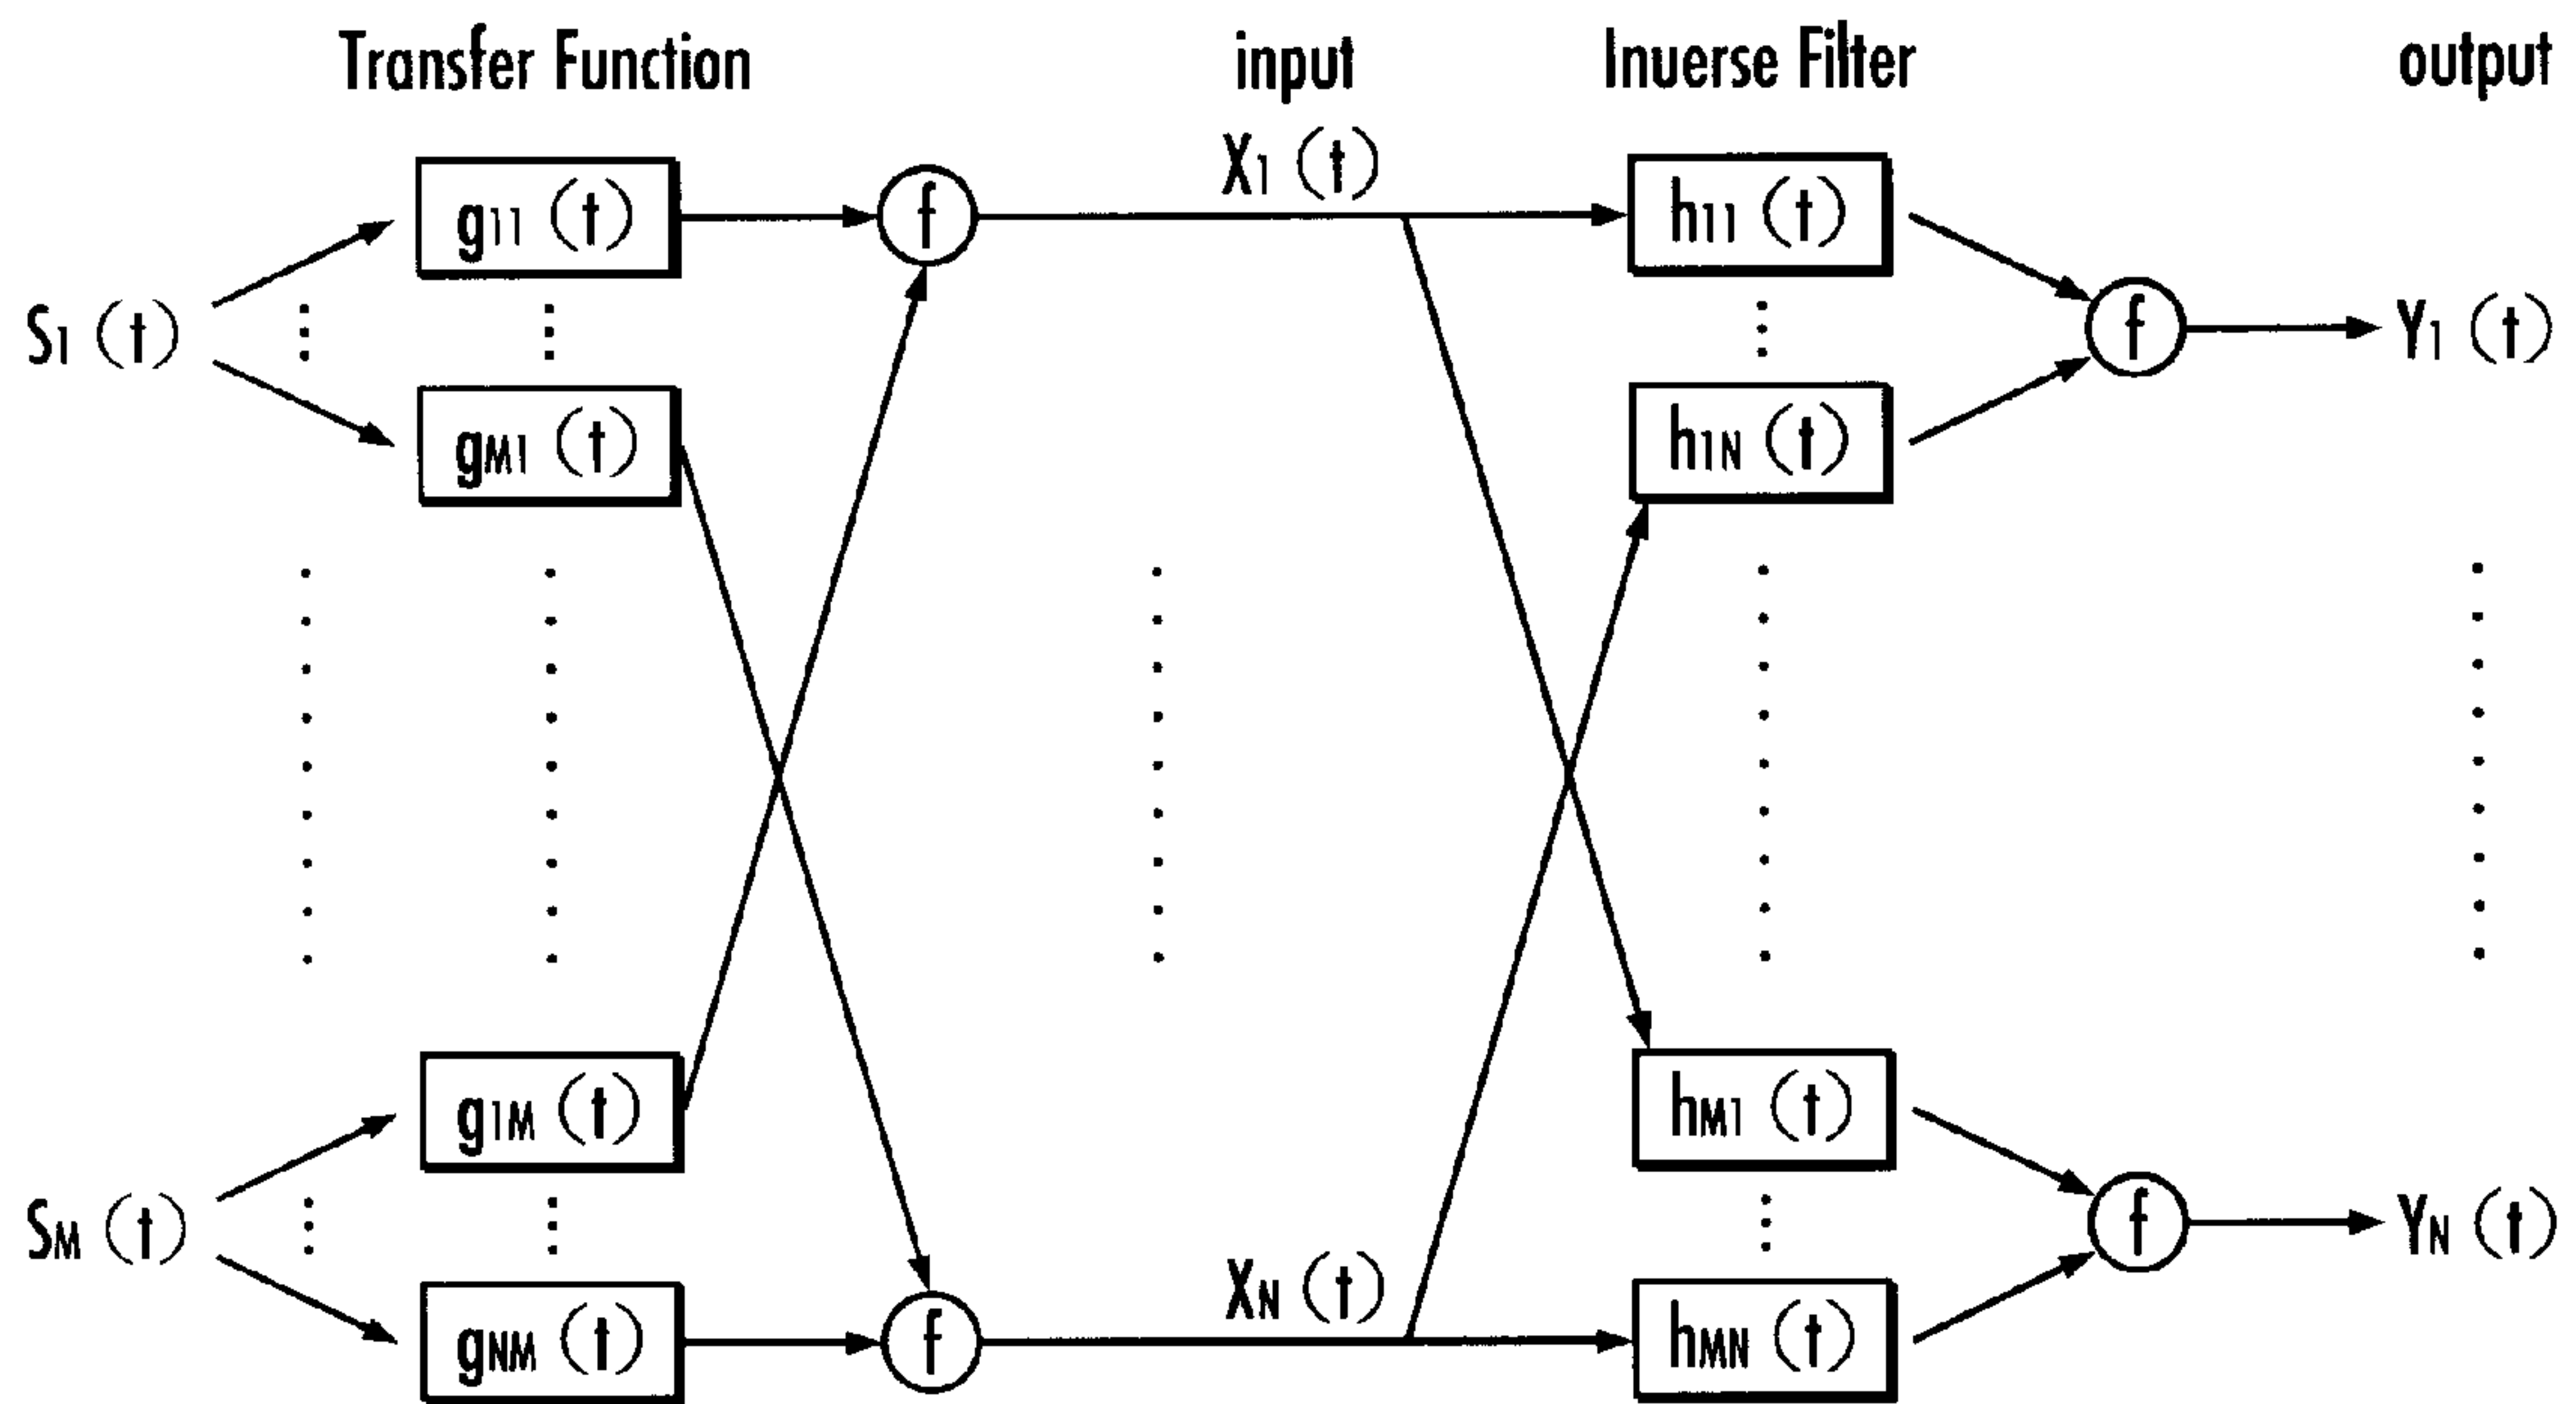 Transfer Function input Inuerse Filter output
X1 (t)
g11 (t) f h11 (t)
S1 (t) f Y1 (t)
gM1 (t) h1N (t)
g1M (t) hM1 (t)
SM (t) f YN (t)
XN (t)
gNM (t) f hMN (t)